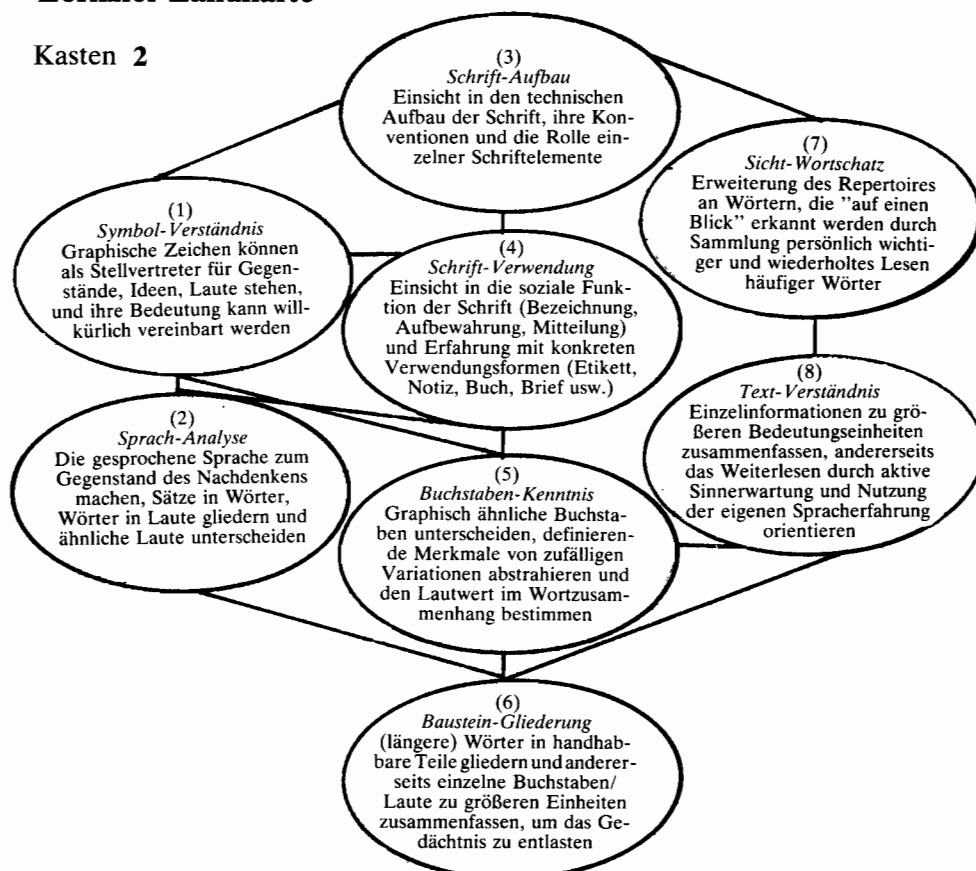 Kasten 2
(3)
Schrift-Aufbau
Einsicht in den technischen
Aufbau der Schrift, ihre Kon-
ventionen und die Rolle ein-
zelner Schriftelemente
(7)
Sicht-Wortschatz
Erweiterung des Repertoires
an Wörtern, die "auf einen
Blick" erkannt werden durch
Sammlung persönlich wichti-
ger und wiederholtes Lesen
häufiger Wörter
(1)
Symbol-Verständnis
Graphische Zeichen können
als Stellvertreter für Gegen-
stände, Ideen, Laute stehen,
und ihre Bedeutung kann will-
kürlich vereinbart werden
(4)
Schrift-Verwendung
Einsicht in die soziale Funk-
tion der Schrift (Bezeichnung,
Aufbewahrung, Mitteilung)
und Erfahrung mit konkreten
Verwendungsformen (Etikett,
Notiz, Buch, Brief usw.)
(8)
Text-Verständnis
Einzelinformationen zu grö-
ßeren Bedeutungseinheiten
zusammenfassen, andererseits
das Weiterlesen durch aktive
Sinnerwartung und Nutzung
der eigenen Spracherfahrung
orientieren
(2)
Sprach-Analyse
Die gesprochene Sprache zum
Gegenstand des Nachdenkens
machen, Sätze in Wörter,
Wörter in Laute gliedern und
ähnliche Laute unterscheiden
(5)
Buchstaben-Kenntnis
Graphisch ähnliche Buchsta-
ben unterscheiden, definieren-
de Merkmale von zufälligen
Variationen abstrahieren und
den Lautwert im Wortzusam-
menhang bestimmen
(6)
Baustein-Gliederung
(längere) Wörter in handhab-
bare Teile gliedern und anderer-
seits einzelne Buchstaben/
Laute zu größeren Einheiten
zusammenfassen, um das Ge-
dächtnis zu entlasten